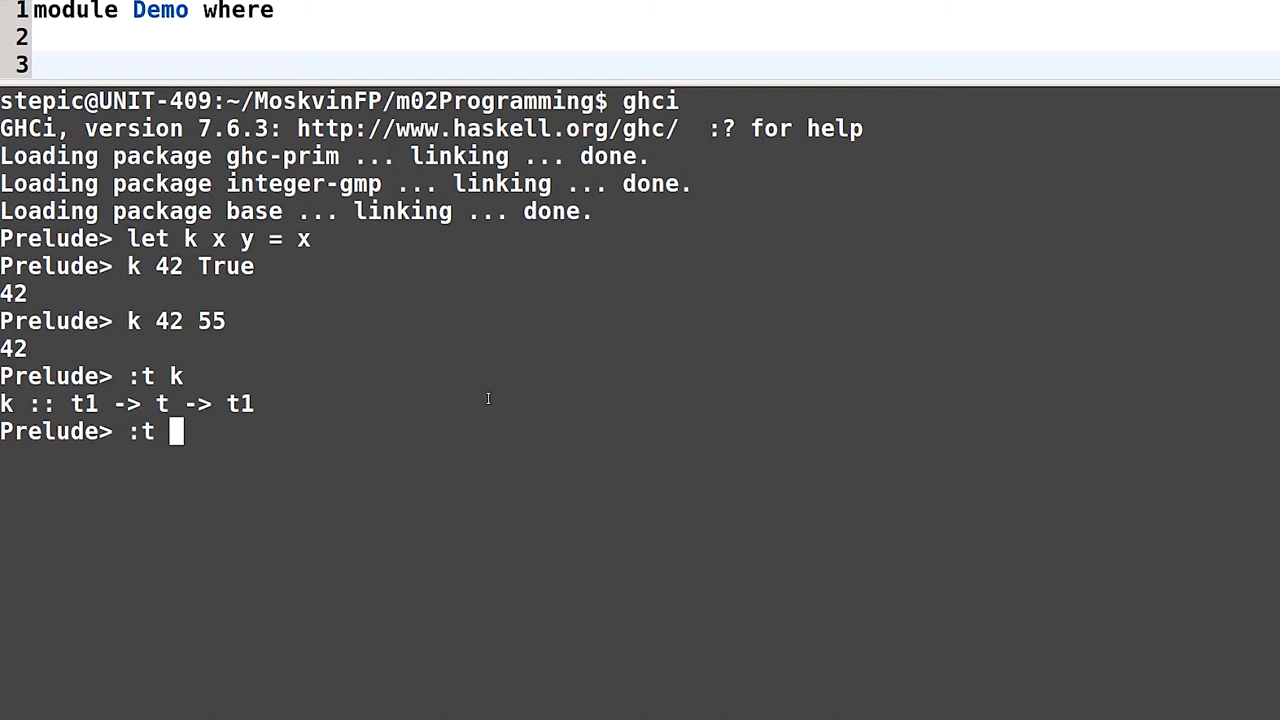 1 module Demo where
2
3
stepic@UNIT-409:~/MoskvinFP/m02Programming$ ghci
GHCi, version 7.6.3: http://www.haskell.org/ghc/  :? for help
Loading package ghc-prim ... linking ... done.
Loading package integer-gmp ... linking ... done.
Loading package base ... linking ... done.
Prelude> let k x y = x
Prelude> k 42 True
42
Prelude> k 42 55
42
Prelude> :t k
k :: t1 -> t -> t1
Prelude> :t